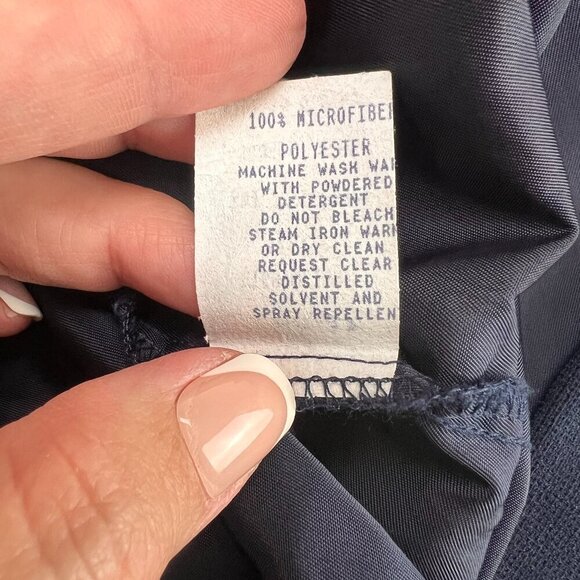 100% MICROFIBER
POLYESTER
MACHINE WASH WAR
WITH POWDERED
DETERGENT
DO NOT BLEACH
STEAM IRON WARM
OR DRY CLEAN
REQUEST CLEAR
DISTILLED
SOLVENT AND
SPRAY REPELLEN